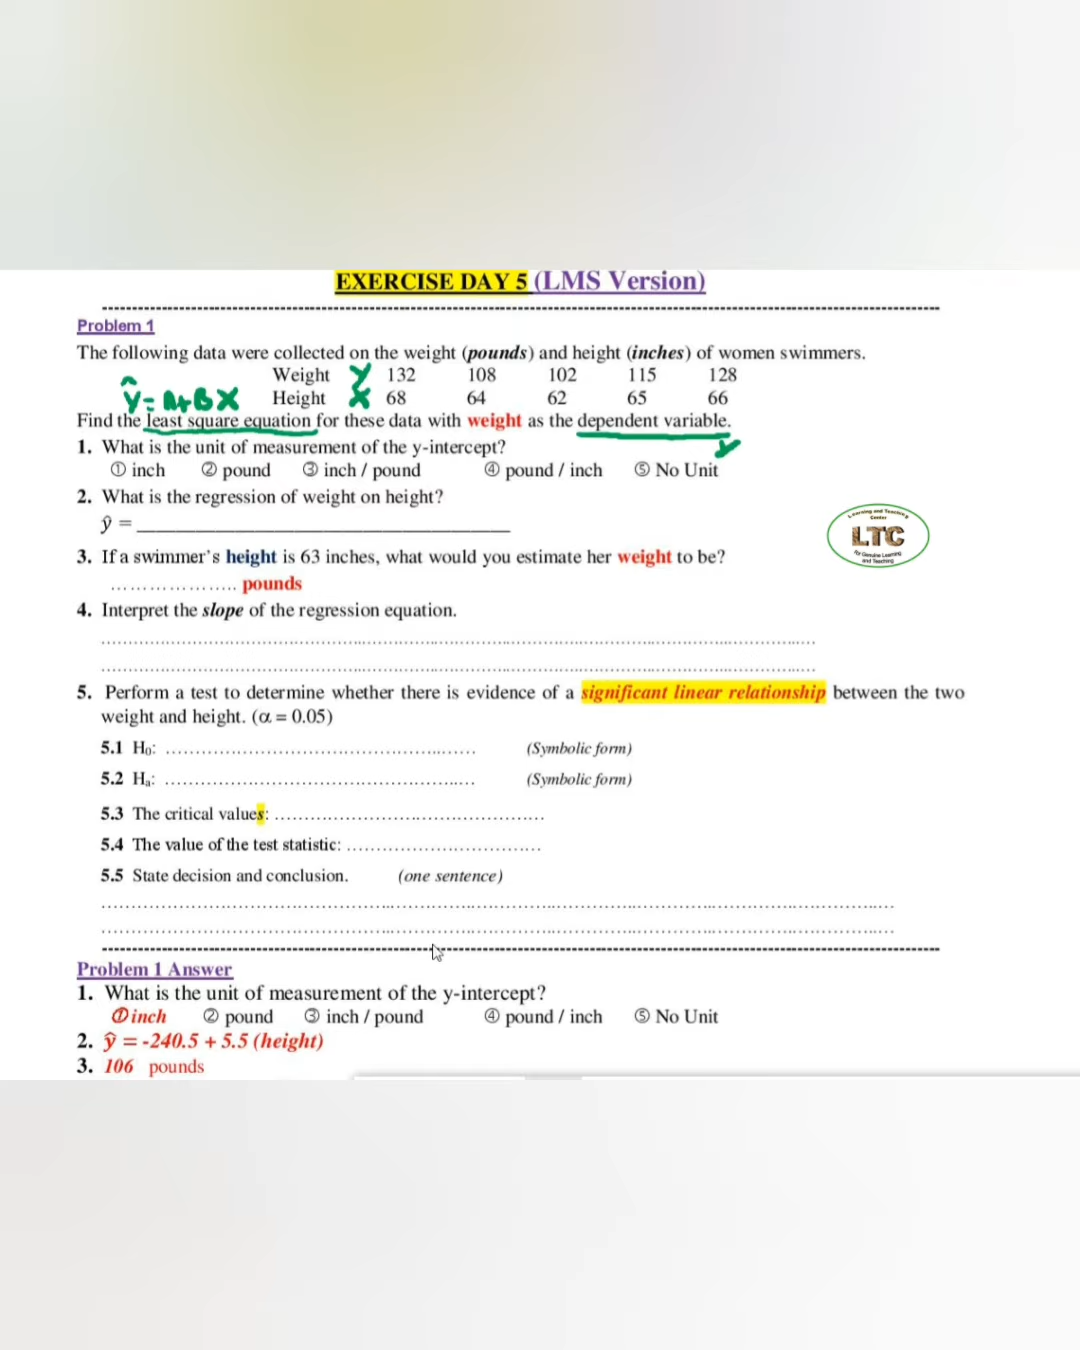 EXERCISE DAY 5 (LMS Version)
Problem 1
The following data were collected on the weight (pounds) and height (inches) of women swimmers.
Weight Y 132 108 102 115 128
ŷ = a+bX Height X 68 64 62 65 66
Find the least square equation for these data with weight as the dependent variable.
Y
1. What is the unit of measurement of the y-intercept?
① inch ② pound ③ inch / pound ④ pound / inch ⑤ No Unit
2. What is the regression of weight on height?
ŷ = ________________________________________
3. If a swimmer's height is 63 inches, what would you estimate her weight to be?
.................... pounds
4. Interpret the slope of the regression equation.
5. Perform a test to determine whether there is evidence of a significant linear relationship between the two
weight and height. (α = 0.05)
5.1 H₀: .................................................... (Symbolic form)
5.2 Hₐ: .................................................... (Symbolic form)
5.3 The critical values: .............................................
5.4 The value of the test statistic: .................................
5.5 State decision and conclusion. (one sentence)
Learning and Teaching
Center
LTC
for Genuine Learning
and Teaching
Problem 1 Answer
1. What is the unit of measurement of the y-intercept?
① inch ② pound ③ inch / pound ④ pound / inch ⑤ No Unit
2. ŷ = -240.5 + 5.5 (height)
3. 106 pounds